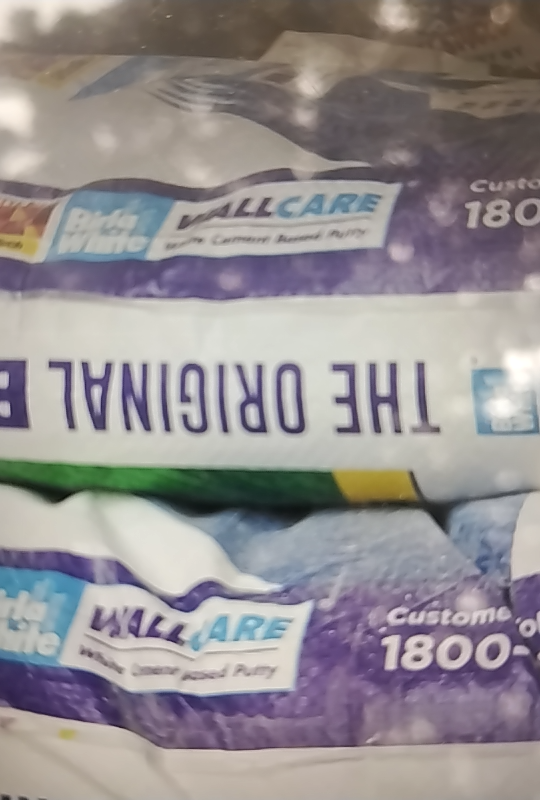 Birla
White
WALLCARE
White Cement Based Putty
Custo
180
THE ORIGINAL
Birla
White
WALLCARE
White Cement Based Putty
Custome
1800-